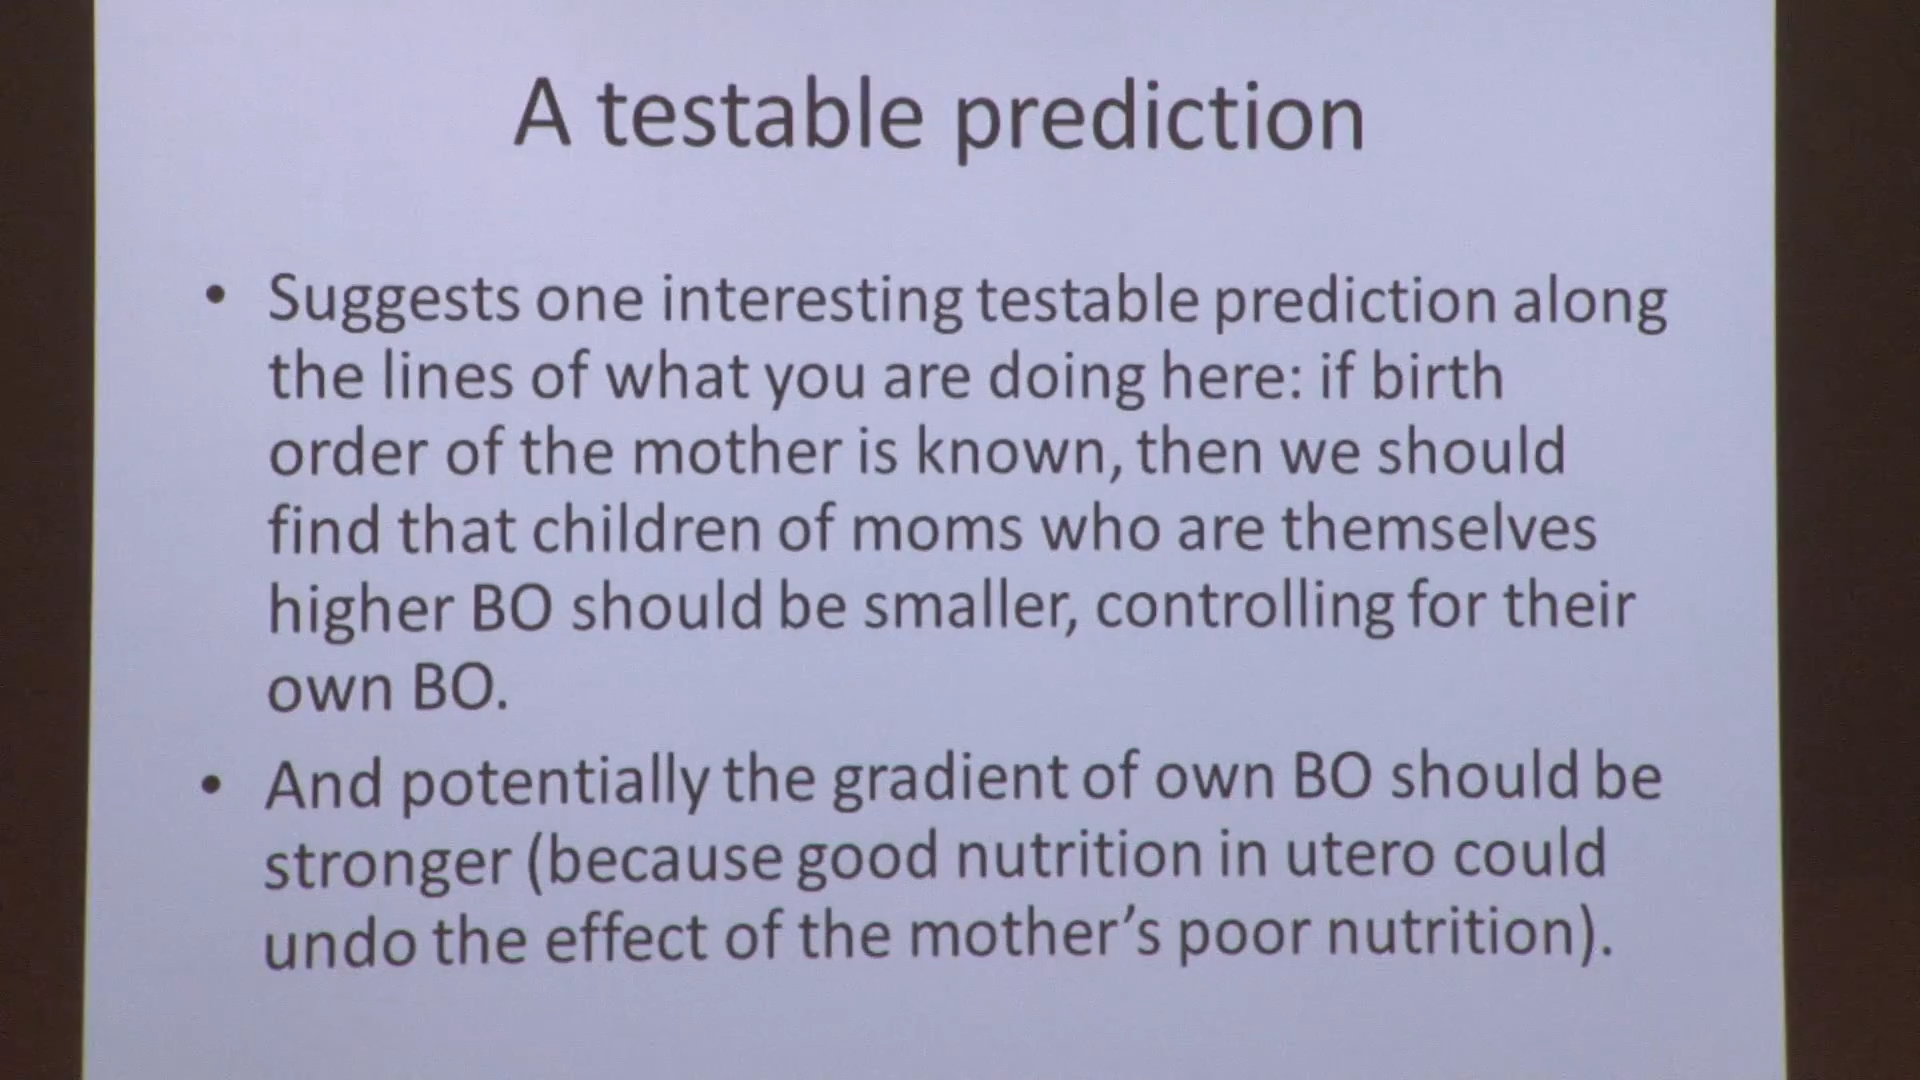 A testable prediction
• Suggests one interesting testable prediction along
the lines of what you are doing here: if birth
order of the mother is known, then we should
find that children of moms who are themselves
higher BO should be smaller, controlling for their
own BO.
• And potentially the gradient of own BO should be
stronger (because good nutrition in utero could
undo the effect of the mother’s poor nutrition).